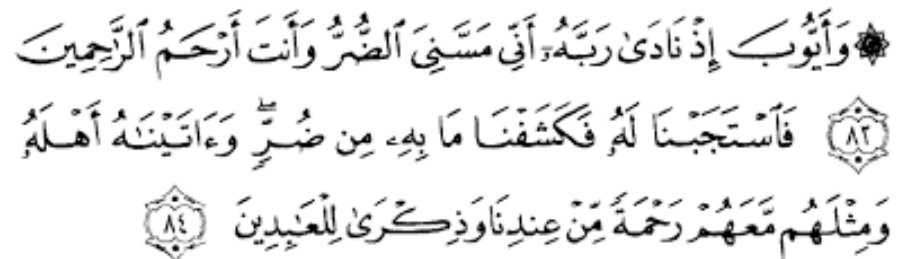 ۞ وَأَيُّوبَ إِذْ نَادَىٰ رَبَّهُۥٓ أَنِّي مَسَّنِيَ ٱلضُّرُّ وَأَنتَ أَرْحَمُ ٱلرَّٰحِمِينَ
﴿٨٣﴾ فَٱسْتَجَبْنَا لَهُۥ فَكَشَفْنَا مَا بِهِۦ مِن ضُرٍّۖ وَءَاتَيْنَٰهُ أَهْلَهُۥ
وَمِثْلَهُم مَّعَهُمْ رَحْمَةً مِّنْ عِندِنَا وَذِكْرَىٰ لِلْعَٰبِدِينَ ﴿٨٤﴾